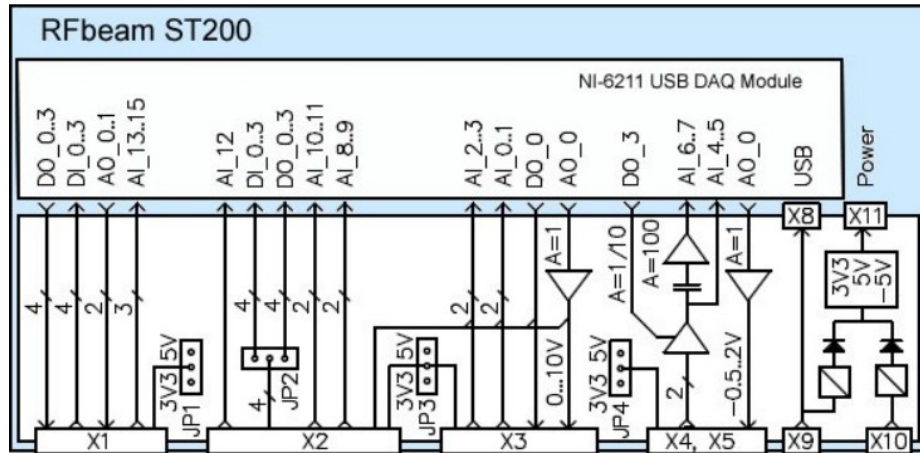 RFbeam ST200
NI-6211 USB DAQ Module
DO_0..3
DI_0..3
AO_0..1
AI_13..15
AI_12
DI_0..3
DO_0..3
AI_10..11
AI_8..9
AI_2..3
AI_0..1
DO_0
AO_0
DO_3
AI_6..7
AI_4..5
AO_0
USB
Power
X8
X11
4
4
2
3
4
4
2
2
2
2
A=1
A=1/10
A=100
A=1
3V3
5V
-5V
3V3 5V
JP1
JP2
4
3V3 5V
JP3
0...10V
3V3 5V
JP4
2
-0.5..2V
X1
X2
X3
X4, X5
X9
X10